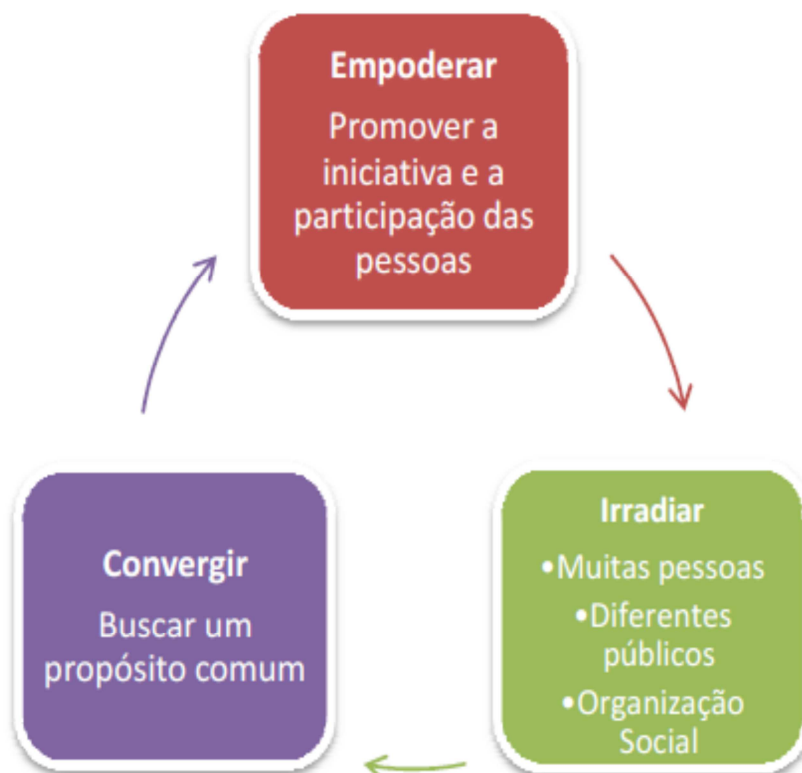 Empoderar
Promover a
iniciativa e a
participação das
pessoas
Irradiar
•Muitas pessoas
•Diferentes
públicos
•Organização
Social
Convergir
Buscar um
propósito comum